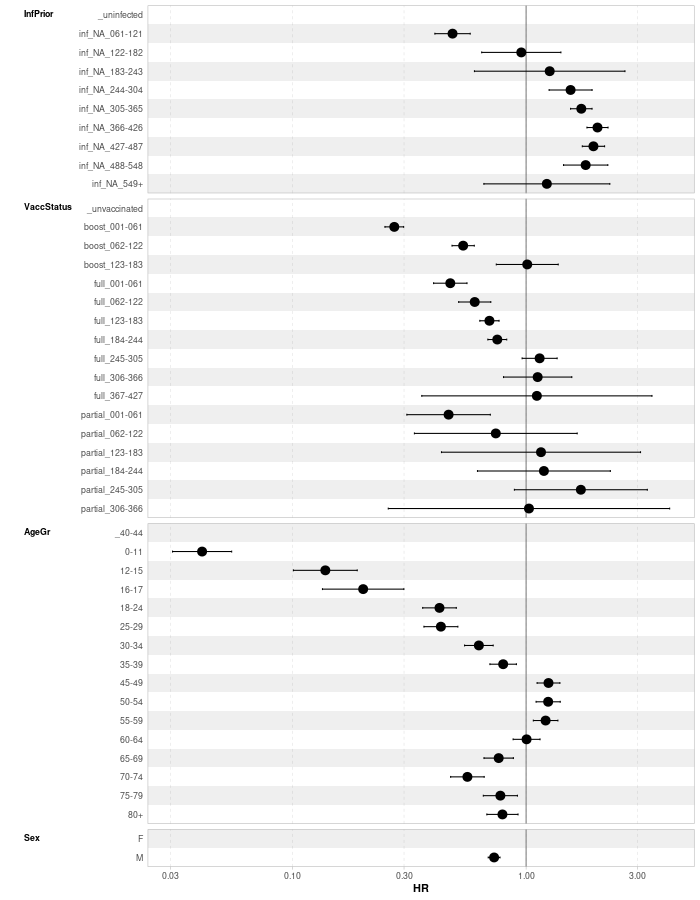 InfPrior
_uninfected
inf_NA_061-121
inf_NA_122-182
inf_NA_183-243
inf_NA_244-304
inf_NA_305-365
inf_NA_366-426
inf_NA_427-487
inf_NA_488-548
inf_NA_549+
VaccStatus
_unvaccinated
boost_001-061
boost_062-122
boost_123-183
full_001-061
full_062-122
full_123-183
full_184-244
full_245-305
full_306-366
full_367-427
partial_001-061
partial_062-122
partial_123-183
partial_184-244
partial_245-305
partial_306-366
AgeGr
_40-44
0-11
12-15
16-17
18-24
25-29
30-34
35-39
45-49
50-54
55-59
60-64
65-69
70-74
75-79
80+
Sex
F
M
0.03 0.10 0.30 1.00 3.00
HR